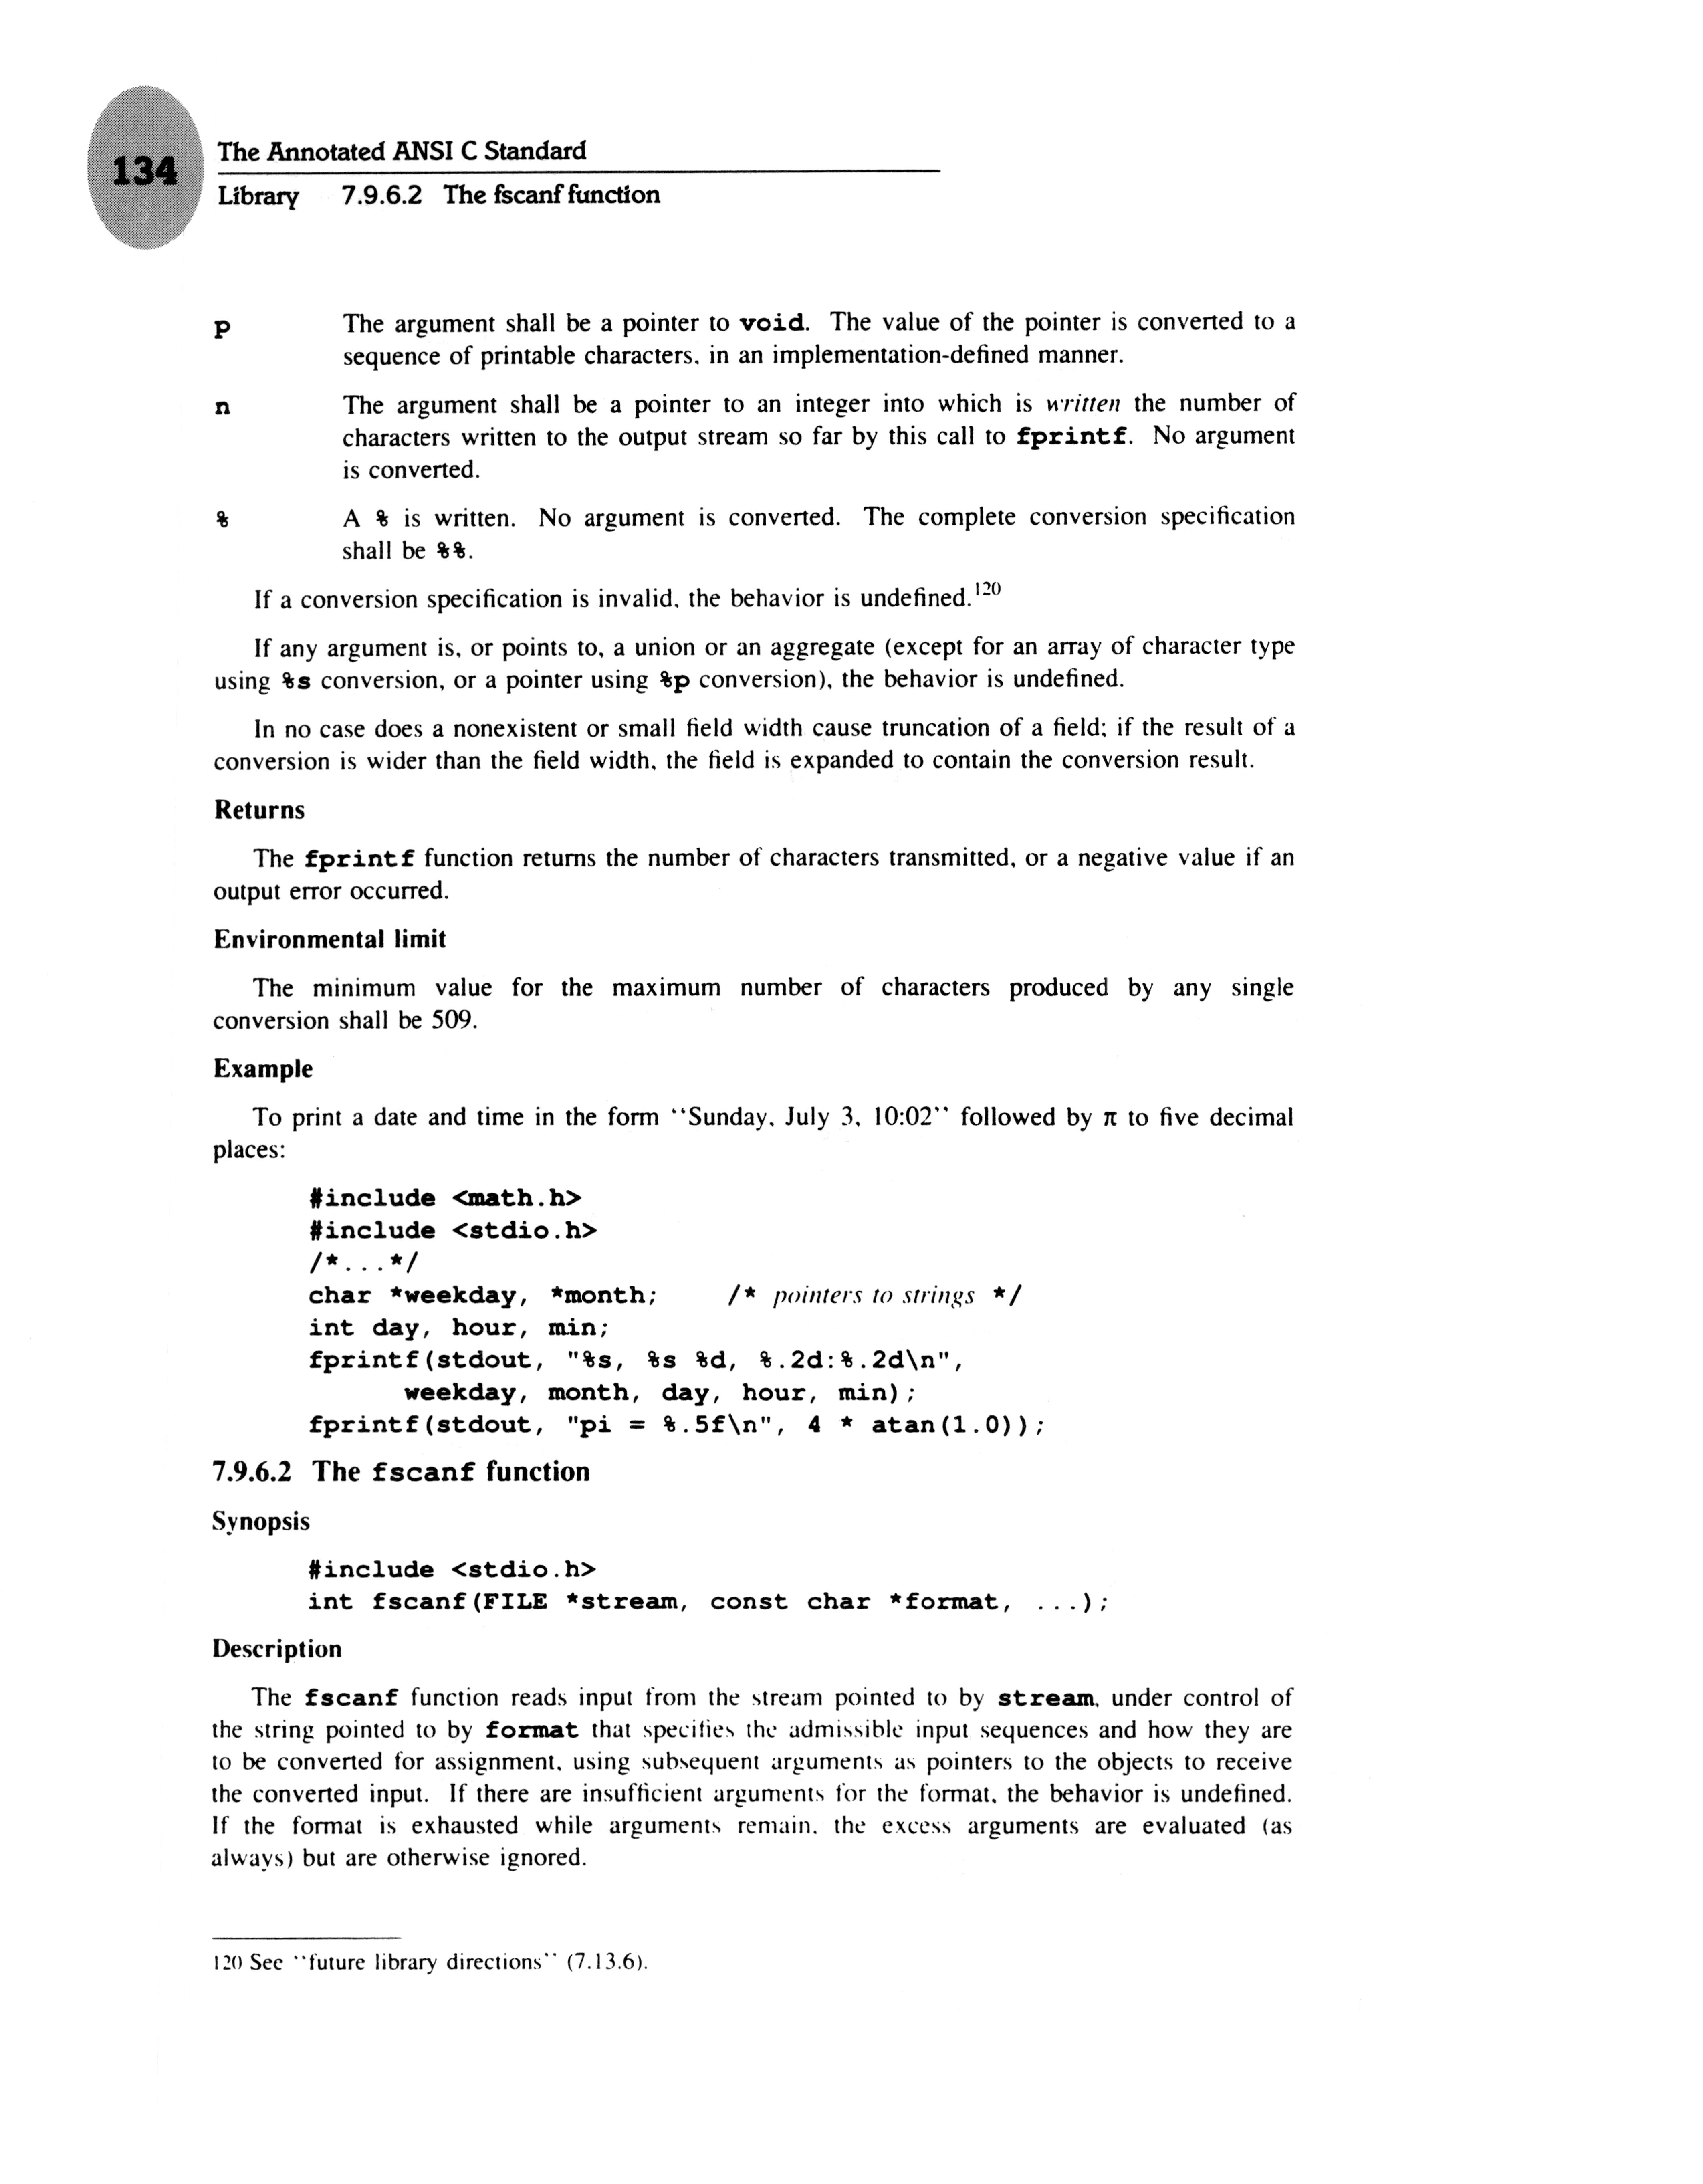 134
The Annotated ANSI C Standard
Library 7.9.6.2 The fscanf function
p The argument shall be a pointer to void. The value of the pointer is converted to a
sequence of printable characters, in an implementation-defined manner.
n The argument shall be a pointer to an integer into which is written the number of
characters written to the output stream so far by this call to fprintf. No argument
is converted.
% A % is written. No argument is converted. The complete conversion specification
shall be %%.
If a conversion specification is invalid, the behavior is undefined.120
If any argument is, or points to, a union or an aggregate (except for an array of character type
using %s conversion, or a pointer using %p conversion), the behavior is undefined.
In no case does a nonexistent or small field width cause truncation of a field; if the result of a
conversion is wider than the field width, the field is expanded to contain the conversion result.
Returns
The fprintf function returns the number of characters transmitted, or a negative value if an
output error occurred.
Environmental limit
The minimum value for the maximum number of characters produced by any single
conversion shall be 509.
Example
To print a date and time in the form ``Sunday, July 3, 10:02'' followed by π to five decimal
places:
#include <math.h>
#include <stdio.h>
/*...*/
char *weekday, *month; /* pointers to strings */
int day, hour, min;
fprintf(stdout, "%s, %s %d, %.2d:%.2d\n",
weekday, month, day, hour, min);
fprintf(stdout, "pi = %.5f\n", 4 * atan(1.0));
7.9.6.2 The fscanf function
Synopsis
#include <stdio.h>
int fscanf(FILE *stream, const char *format, ...);
Description
The fscanf function reads input from the stream pointed to by stream, under control of
the string pointed to by format that specifies the admissible input sequences and how they are
to be converted for assignment, using subsequent arguments as pointers to the objects to receive
the converted input. If there are insufficient arguments for the format, the behavior is undefined.
If the format is exhausted while arguments remain, the excess arguments are evaluated (as
always) but are otherwise ignored.
120 See ``future library directions'' (7.13.6).